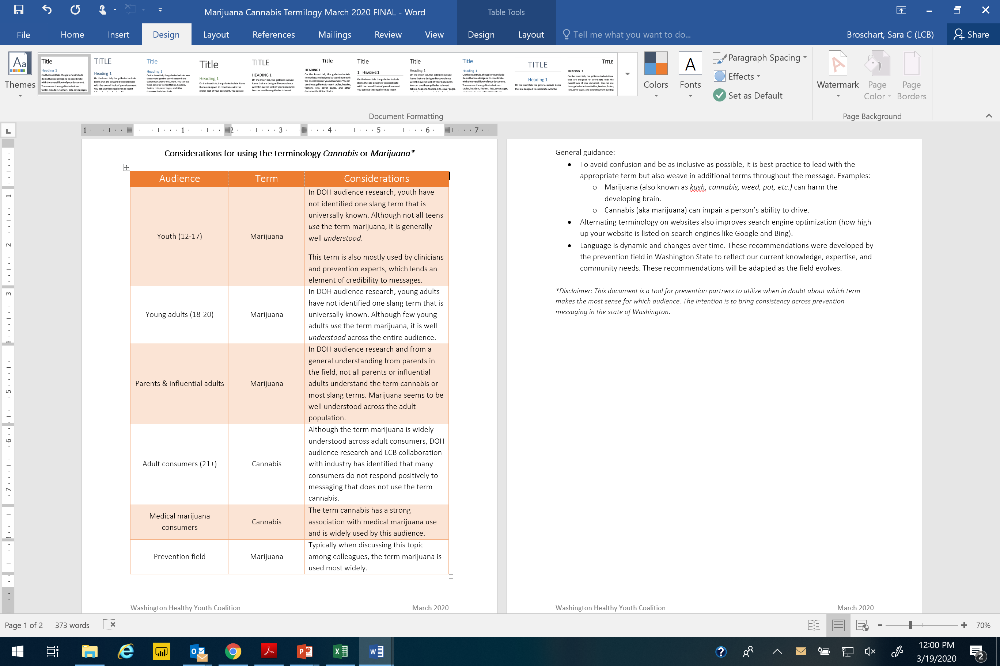 Marijuana Cannabis Termilogy March 2020 FINAL - Word
Table Tools
File
Home
Insert
Design
Layout
References
Mailings
Review
View
Design
Layout
Tell me what you want to do...
Broschart, Sara C (LCB)
Share
Themes
Colors
Fonts
Paragraph Spacing
Effects
Set as Default
Watermark
Page Color
Page Borders
Document Formatting
Page Background
Considerations for using the terminology Cannabis or Marijuana*
Audience Term Considerations
Youth (12-17)
Marijuana
In DOH audience research, youth have
not identified one slang term that is
universally known. Although not all teens
use the term marijuana, it is generally
well understood.
This term is also mostly used by clinicians
and prevention experts, which lends an
element of credibility to messages.
Young adults (18-20)
Marijuana
In DOH audience research, young adults
have not identified one slang term that is
universally known. Although few young
adults use the term marijuana, it is well
understood across the entire audience.
Parents & influential adults
Marijuana
In DOH audience research and from a
general understanding from parents in
the field, not all parents or influential
adults understand the term cannabis or
most slang terms. Marijuana seems to be
well understood across the adult
population.
Adult consumers (21+)
Cannabis
Although the term marijuana is widely
understood across adult consumers, DOH
audience research and LCB collaboration
with industry has identified that many
consumers do not respond positively to
messaging that does not use the term
cannabis.
Medical marijuana
consumers
Cannabis
The term cannabis has a strong
association with medical marijuana use
and is widely used by this audience.
Prevention field
Marijuana
Typically when discussing this topic
among colleagues, the term marijuana is
used most widely.
Washington Healthy Youth Coalition March 2020
General guidance:
• To avoid confusion and be as inclusive as possible, it is best practice to lead with the
appropriate term but also weave in additional terms throughout the message. Examples:
o Marijuana (also known as kush, cannabis, weed, pot, etc.) can harm the
developing brain.
o Cannabis (aka marijuana) can impair a person’s ability to drive.
• Alternating terminology on websites also improves search engine optimization (how high
up your website is listed on search engines like Google and Bing).
• Language is dynamic and changes over time. These recommendations were developed by
the prevention field in Washington State to reflect our current knowledge, expertise, and
community needs. These recommendations will be adapted as the field evolves.
*Disclaimer: This document is a tool for prevention partners to utilize when in doubt about which term
makes the most sense for which audience. The intention is to bring consistency across prevention
messaging in the state of Washington.
Washington Healthy Youth Coalition March 2020
Page 1 of 2 373 words
70%
12:00 PM
3/19/2020
2